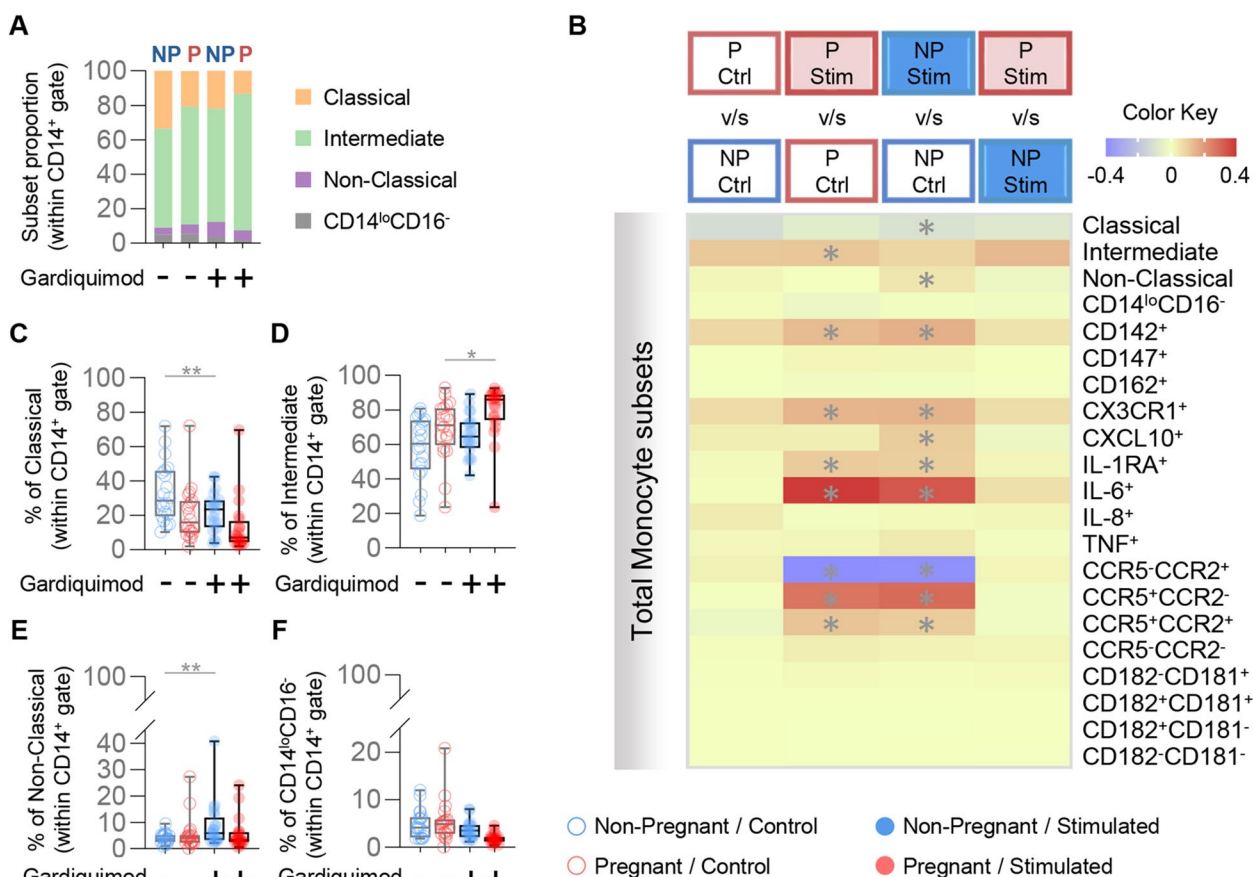 A
NP P NP P
Subset proportion
(within CD14⁺ gate)
100
80
60
40
20
0
Gardiquimod - - + +
Classical
Intermediate
Non-Classical
CD14ˡᵒCD16⁻
B
P
Ctrl
P
Stim
NP
Stim
P
Stim
v/s
v/s
v/s
v/s
NP
Ctrl
P
Ctrl
NP
Ctrl
NP
Stim
Color Key
-0.4 0 0.4
Total Monocyte subsets
Classical
*
Intermediate
*
Non-Classical
*
CD14ˡᵒCD16⁻
CD142⁺
* *
CD147⁺
CD162⁺
CX3CR1⁺
* *
CXCL10⁺
*
IL-1RA⁺
* *
IL-6⁺
* *
IL-8⁺
TNF⁺
CCR5⁻CCR2⁺
* *
CCR5⁺CCR2⁻
* *
CCR5⁺CCR2⁺
* *
CCR5⁻CCR2⁻
CD182⁻CD181⁺
CD182⁺CD181⁺
CD182⁺CD181⁻
CD182⁻CD181⁻
C
% of Classical
(within CD14⁺ gate)
100
80
60
40
20
0
**
Gardiquimod - - + +
D
% of Intermediate
(within CD14⁺ gate)
100
80
60
40
20
0
*
- - + +
E
% of Non-Classical
(within CD14⁺ gate)
100
40
30
20
10
0
**
Gardiquimod - - + +
F
% of CD14ˡᵒCD16⁻
(within CD14⁺ gate)
100
20
10
0
Gardiquimod - - + +
Non-Pregnant / Control
Pregnant / Control
Non-Pregnant / Stimulated
Pregnant / Stimulated